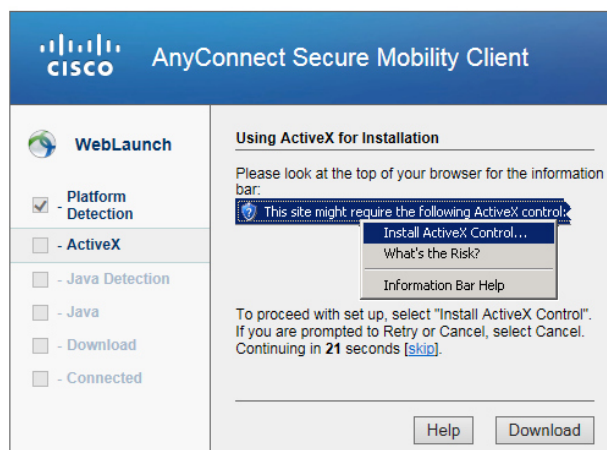 CISCO
AnyConnect Secure Mobility Client
WebLaunch
- Platform
Detection
- ActiveX
- Java Detection
- Java
- Download
- Connected
Using ActiveX for Installation
Please look at the top of your browser for the information
bar:
This site might require the following ActiveX control:
Install ActiveX Control...
What's the Risk?
Information Bar Help
To proceed with set up, select "Install ActiveX Control".
If you are prompted to Retry or Cancel, select Cancel.
Continuing in 21 seconds [skip].
Help
Download